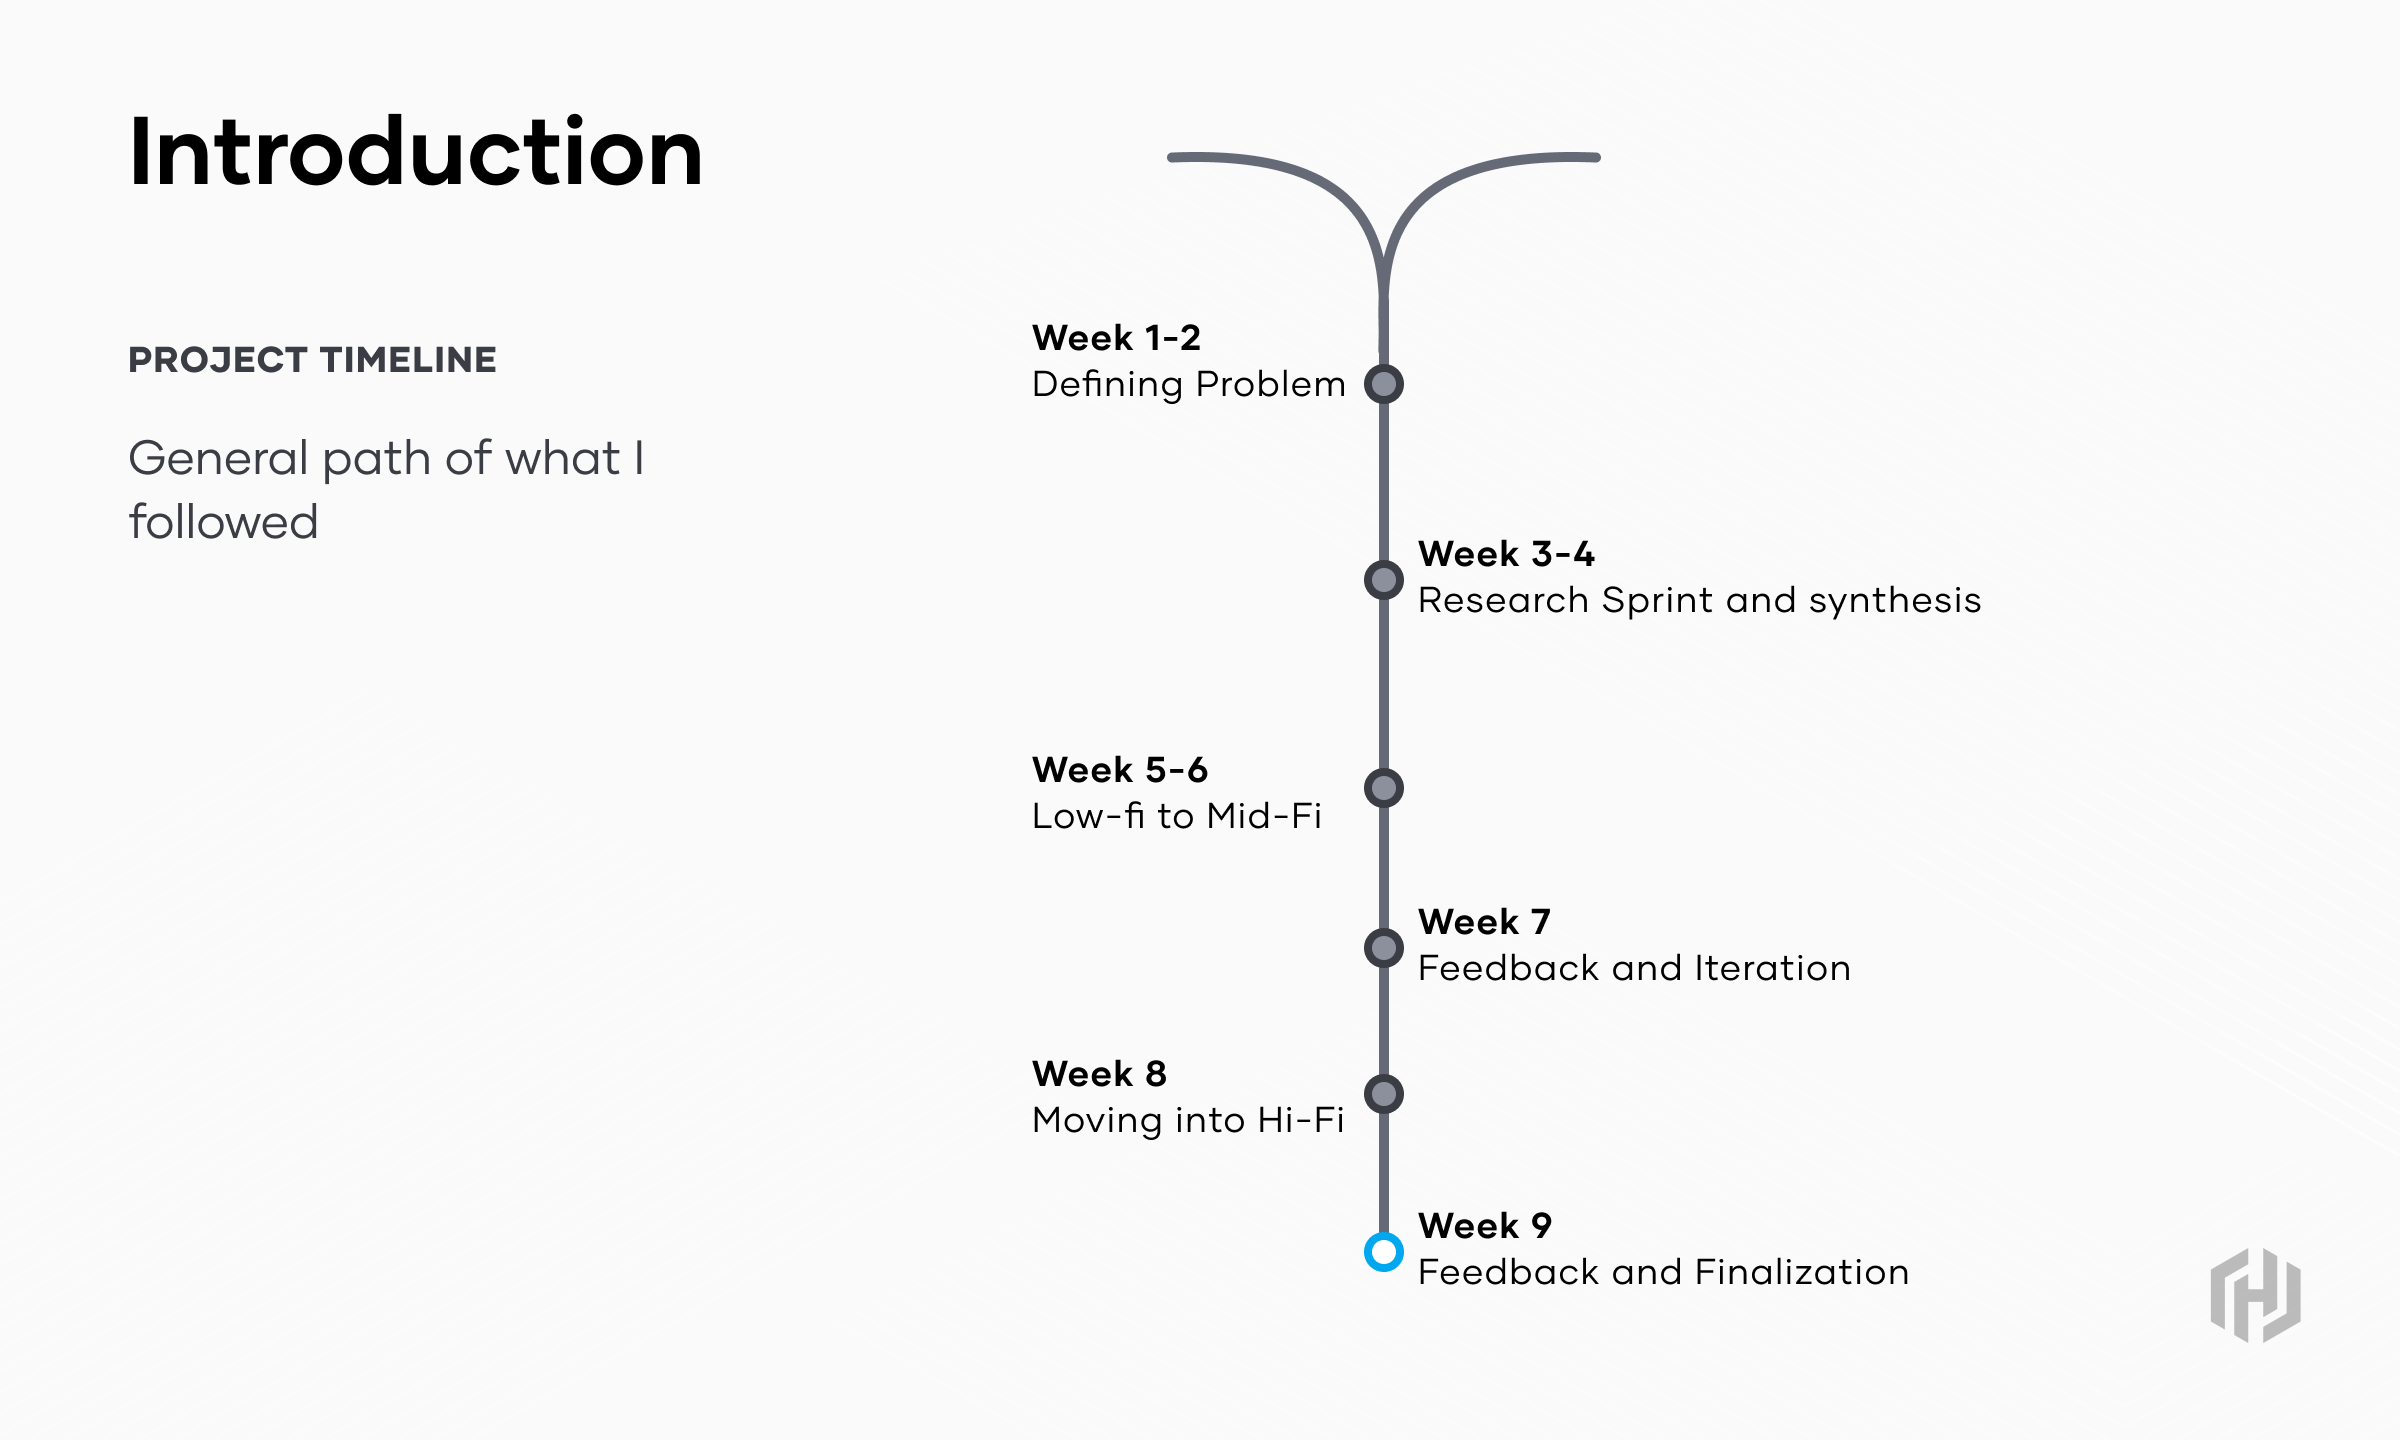 Introduction
PROJECT TIMELINE
General path of what I
followed
Week 1-2
Defining Problem
Week 3-4
Research Sprint and synthesis
Week 5-6
Low-fi to Mid-Fi
Week 7
Feedback and Iteration
Week 8
Moving into Hi-Fi
Week 9
Feedback and Finalization